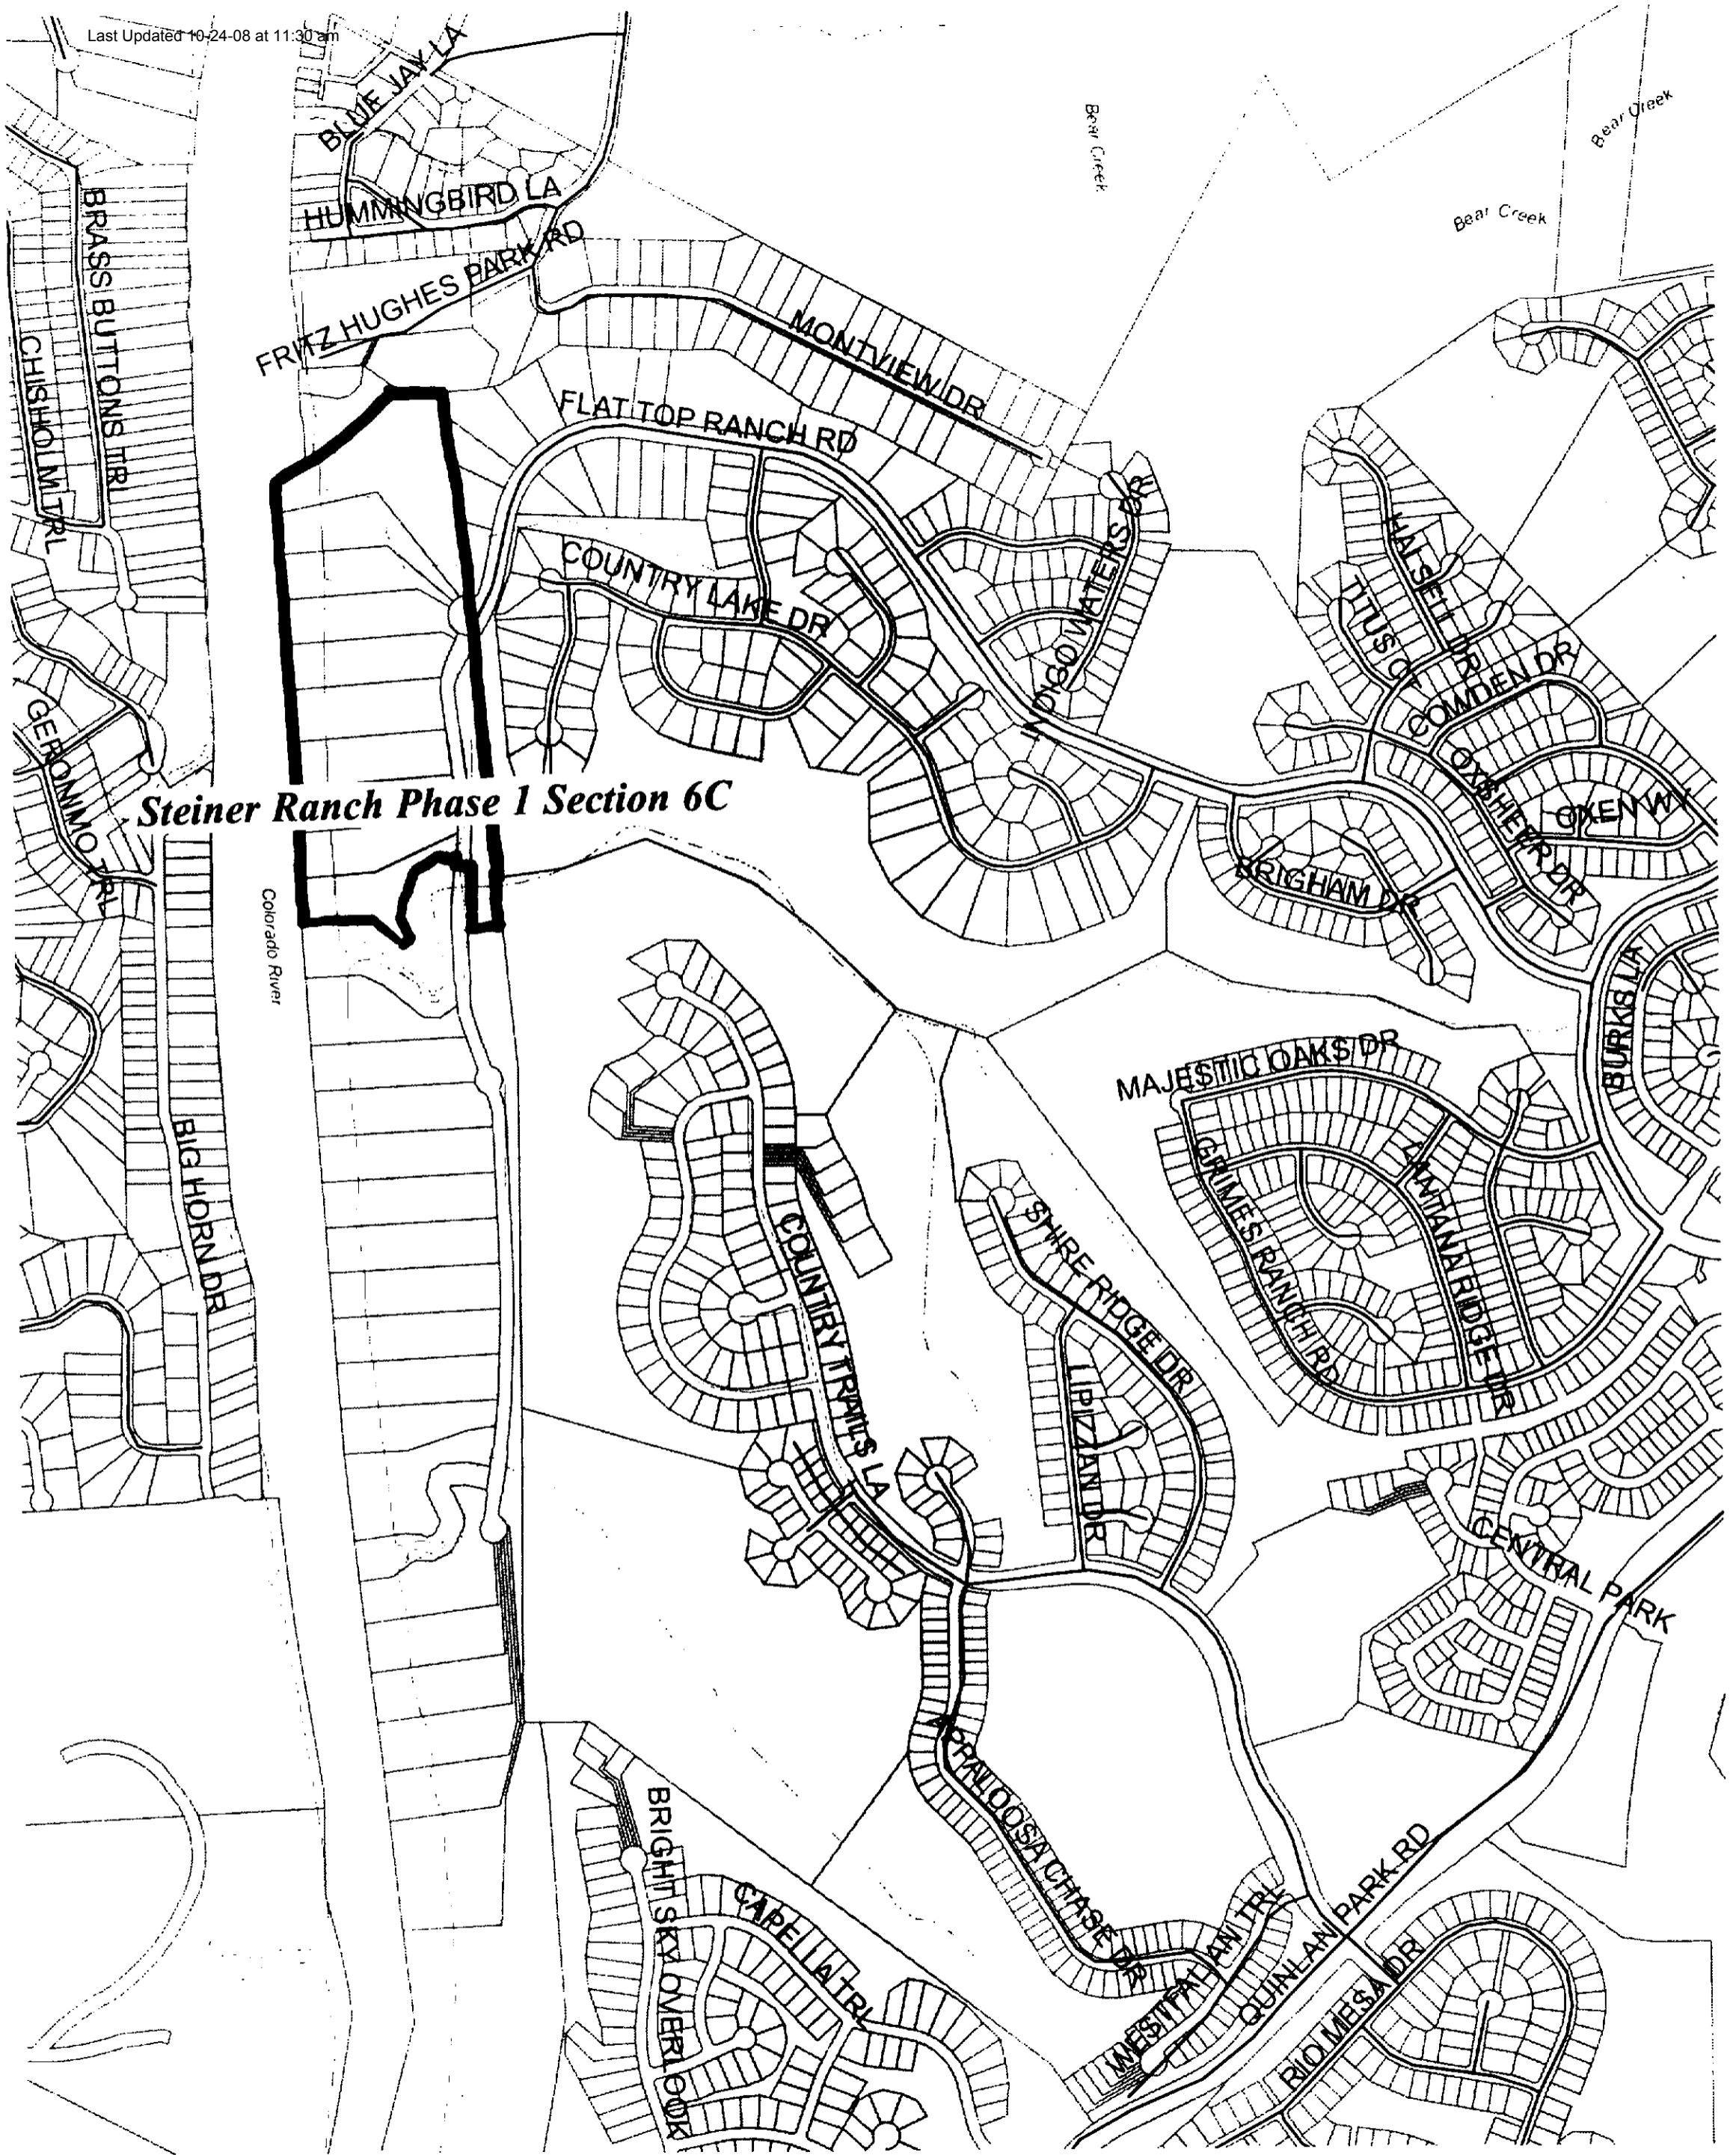 Last Updated 10-24-08 at 11:30 am
BLUE JAY LA
Bear Creek
Bear Creek
Bear Creek
HUMMINGBIRD LA
BRASS BUTTONS TRL
FRITZ HUGHES PARK RD
CHISHOLM TRL
MONTVIEW DR
FLAT TOP RANCH RD
COUNTRY LAKE DR
INDIGO WATERS DR
HALSELL DR
TITUS CV
COWDEN DR
GERONIMO TRL
OXSHEER DR
OXEN WY
Steiner Ranch Phase 1 Section 6C
BRIGHAM DR
Colorado River
BURKS LA
MAJESTIC OAKS DR
BIG HORN DR
GRIMES RANCH RD
LANTANA RIDGE DR
COUNTRY TRAILS LA
SHIRE RIDGE DR
LIPIZZAN DR
CENTRAL PARK
APPALOOSA CHASE DR
BRIGHT SKY OVERLOOK
CAPELLA TRL
WESTFALIAN TRL
QUINLAN PARK RD
RIO MESA DR